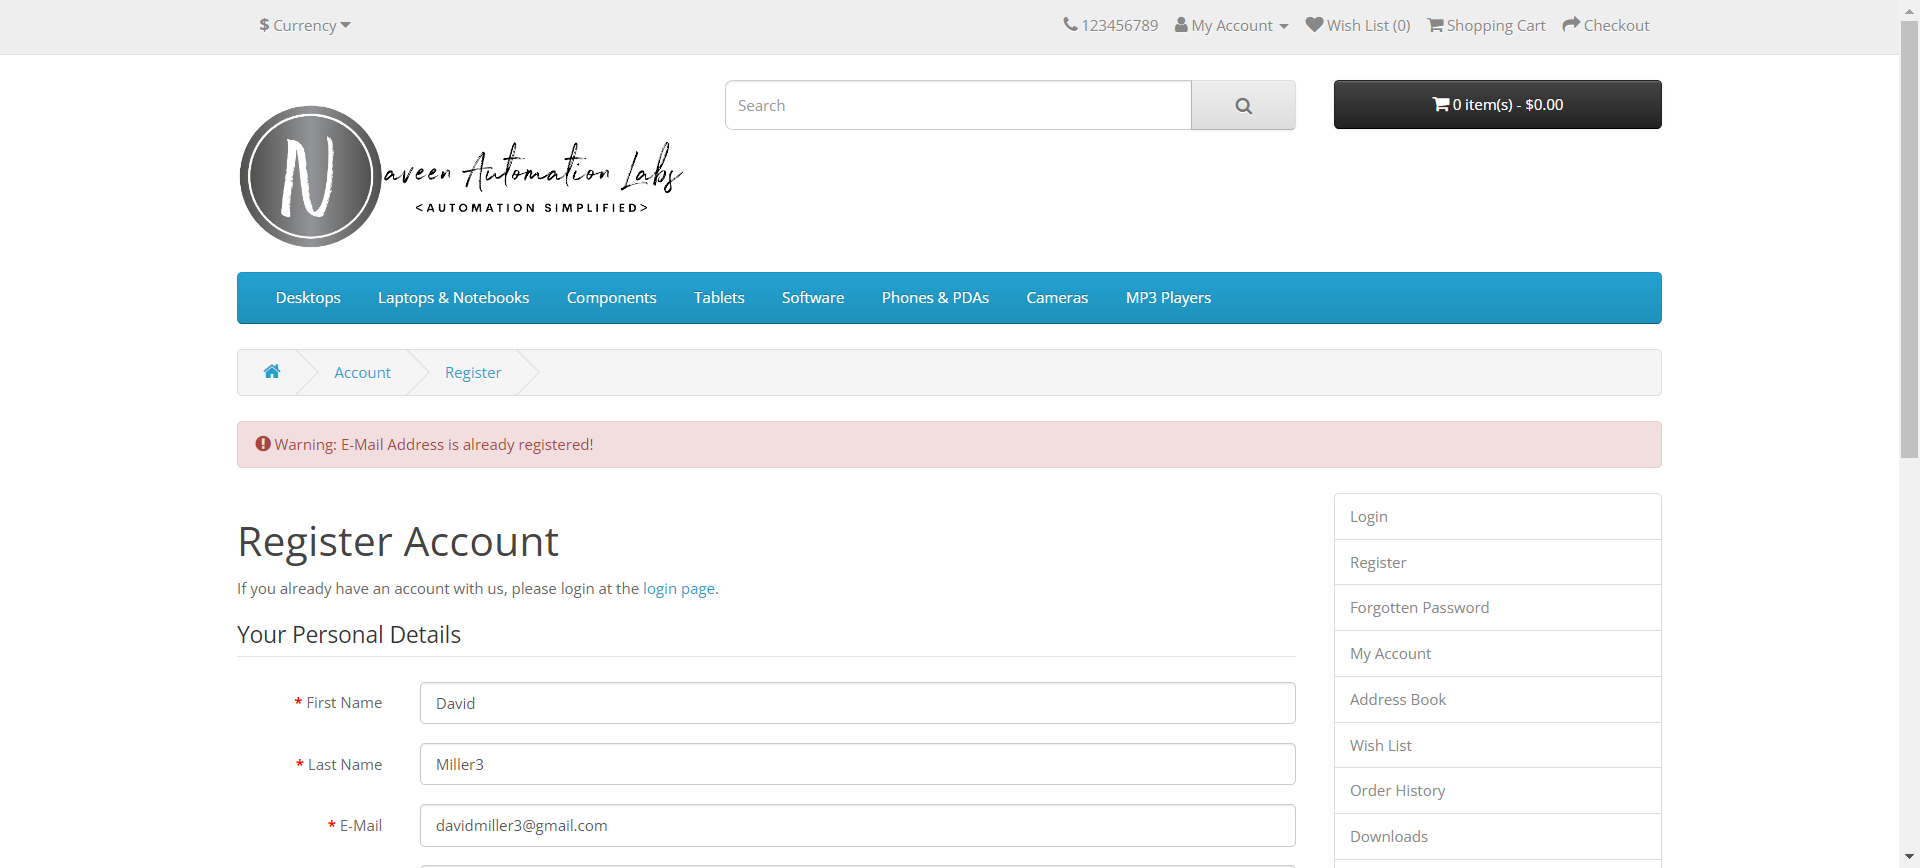 $ Currency
123456789 My Account Wish List (0) Shopping Cart Checkout
Search
0 item(s) - $0.00
N
aveen Automation Labs
<AUTOMATION SIMPLIFIED>
Desktops Laptops & Notebooks Components Tablets Software Phones & PDAs Cameras MP3 Players
Account Register
Warning: E-Mail Address is already registered!
Register Account
If you already have an account with us, please login at the login page.
Your Personal Details
* First Name David
* Last Name Miller3
* E-Mail davidmiller3@gmail.com
Login
Register
Forgotten Password
My Account
Address Book
Wish List
Order History
Downloads